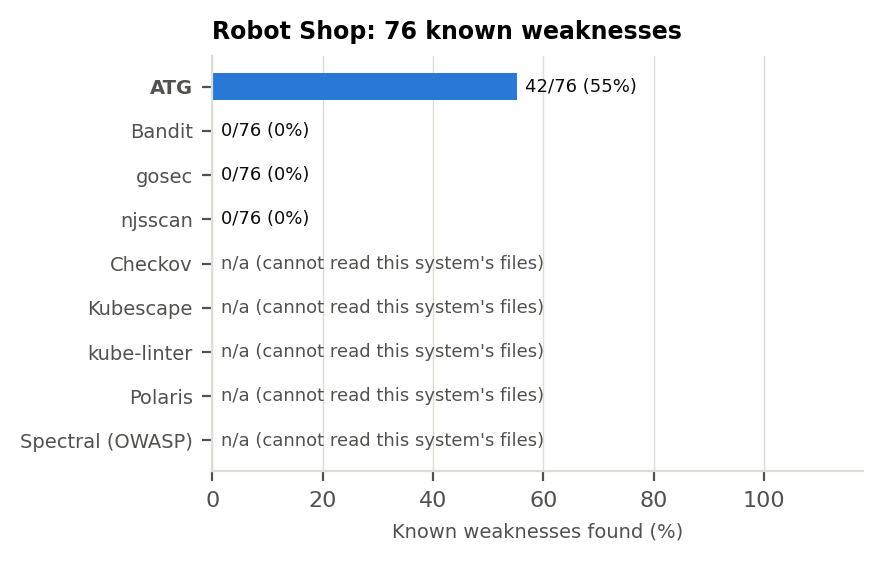 Robot Shop: 76 known weaknesses
ATG 42/76 (55%)
Bandit 0/76 (0%)
gosec 0/76 (0%)
njsscan 0/76 (0%)
Checkov n/a (cannot read this system's files)
Kubescape n/a (cannot read this system's files)
kube-linter n/a (cannot read this system's files)
Polaris n/a (cannot read this system's files)
Spectral (OWASP) n/a (cannot read this system's files)
0 20 40 60 80 100
Known weaknesses found (%)